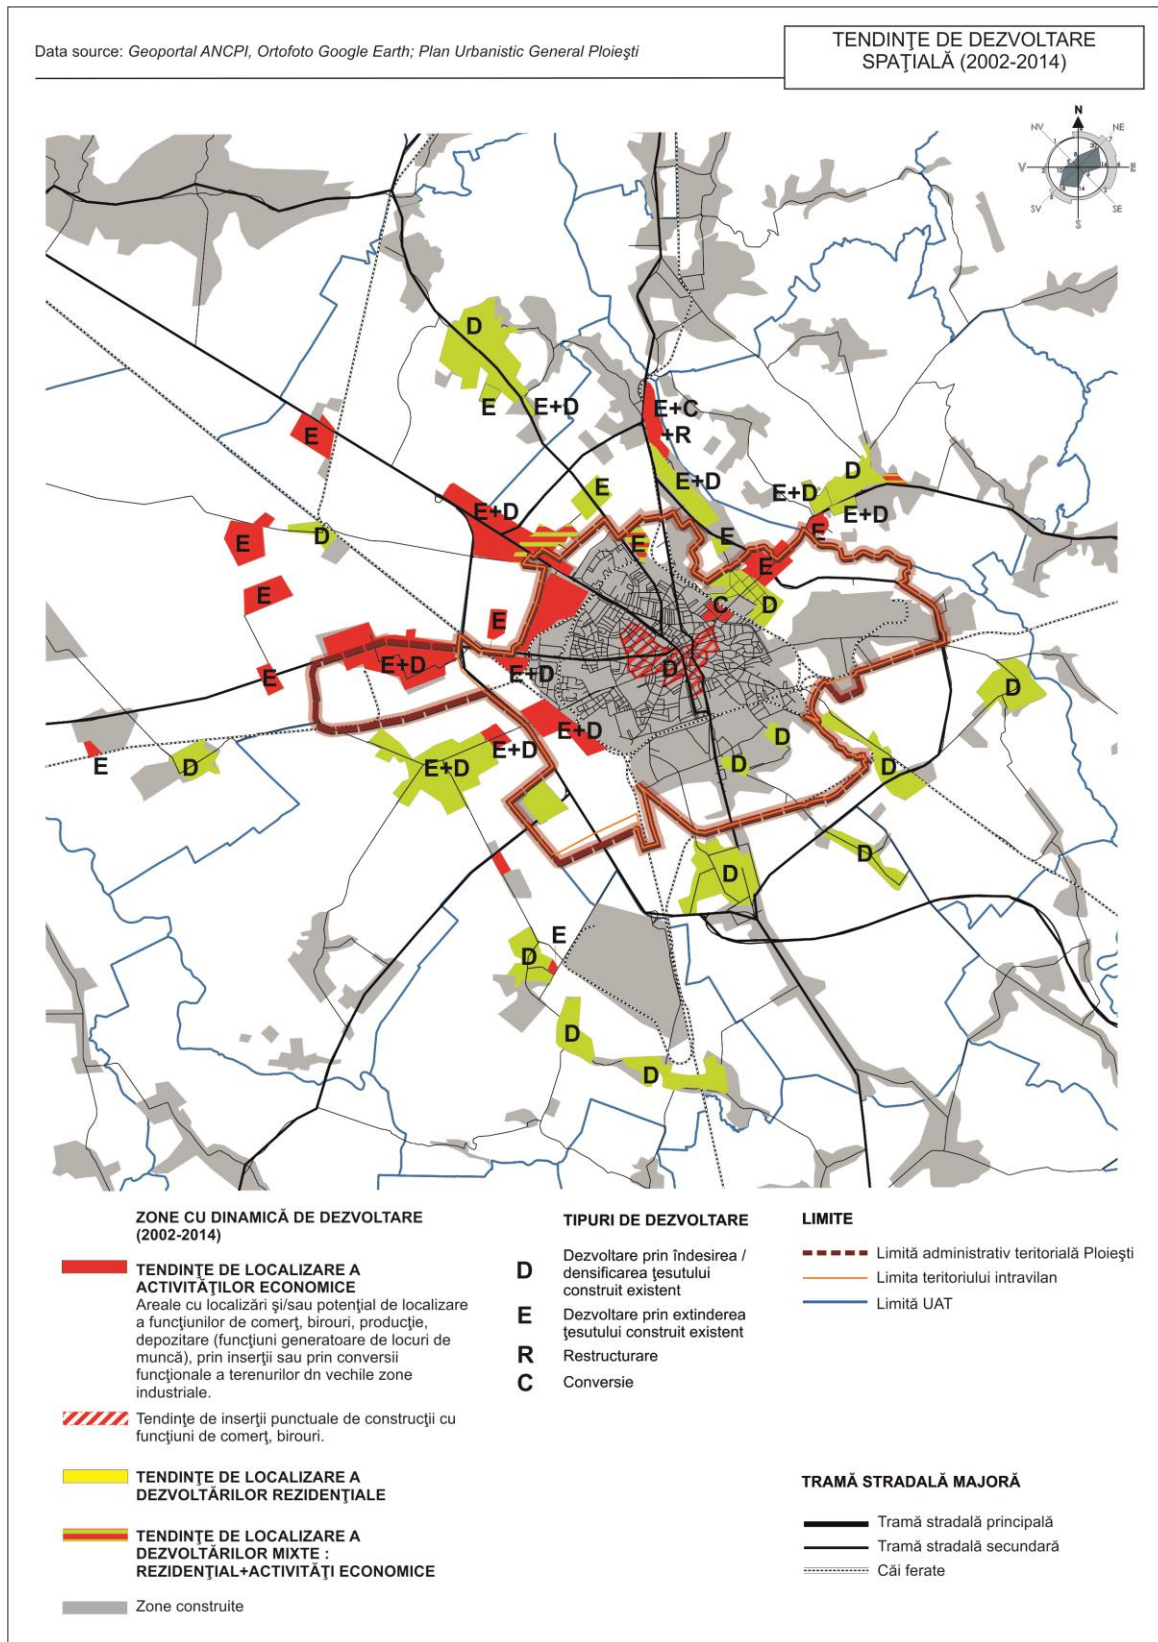 Data source: Geoportal ANCPI, Ortofoto Google Earth; Plan Urbanistic General Ploieşti
TENDINŢE DE DEZVOLTARE
SPAŢIALĂ (2002-2014)
N
NV
NE
V
E
SV
SE
S
D
E
E+D
E+C
+R
E
E+D
E+D
E
D
E+D
E+D
E
D
E
E
E
E
D
C
E
E
E+D
E+D
D
E
D
E+D
E+D
E
D
E+D
D
D
D
D
D
E
D
D
D
ZONE CU DINAMICĂ DE DEZVOLTARE
(2002-2014)
TENDINŢE DE LOCALIZARE A
ACTIVITĂŢILOR ECONOMICE
Areale cu localizări şi/sau potenţial de localizare
a funcţiunilor de comerţ, birouri, producţie,
depozitare (funcţiuni generatoare de locuri de
muncă), prin inserţii sau prin conversii
funcţionale a terenurilor dn vechile zone
industriale.
Tendinţe de inserţii punctuale de construcţii cu
funcţiuni de comerţ, birouri.
TENDINŢE DE LOCALIZARE A
DEZVOLTĂRILOR REZIDENŢIALE
TENDINŢE DE LOCALIZARE A
DEZVOLTĂRILOR MIXTE :
REZIDENŢIAL+ACTIVITĂŢI ECONOMICE
Zone construite
TIPURI DE DEZVOLTARE
D
Dezvoltare prin îndesirea /
densificarea ţesutului
construit existent
E
Dezvoltare prin extinderea
ţesutului construit existent
R
Restructurare
C
Conversie
LIMITE
Limită administrativ teritorială Ploieşti
Limita teritoriului intravilan
Limită UAT
TRAMĂ STRADALĂ MAJORĂ
Tramă stradală principală
Tramă stradală secundară
Căi ferate